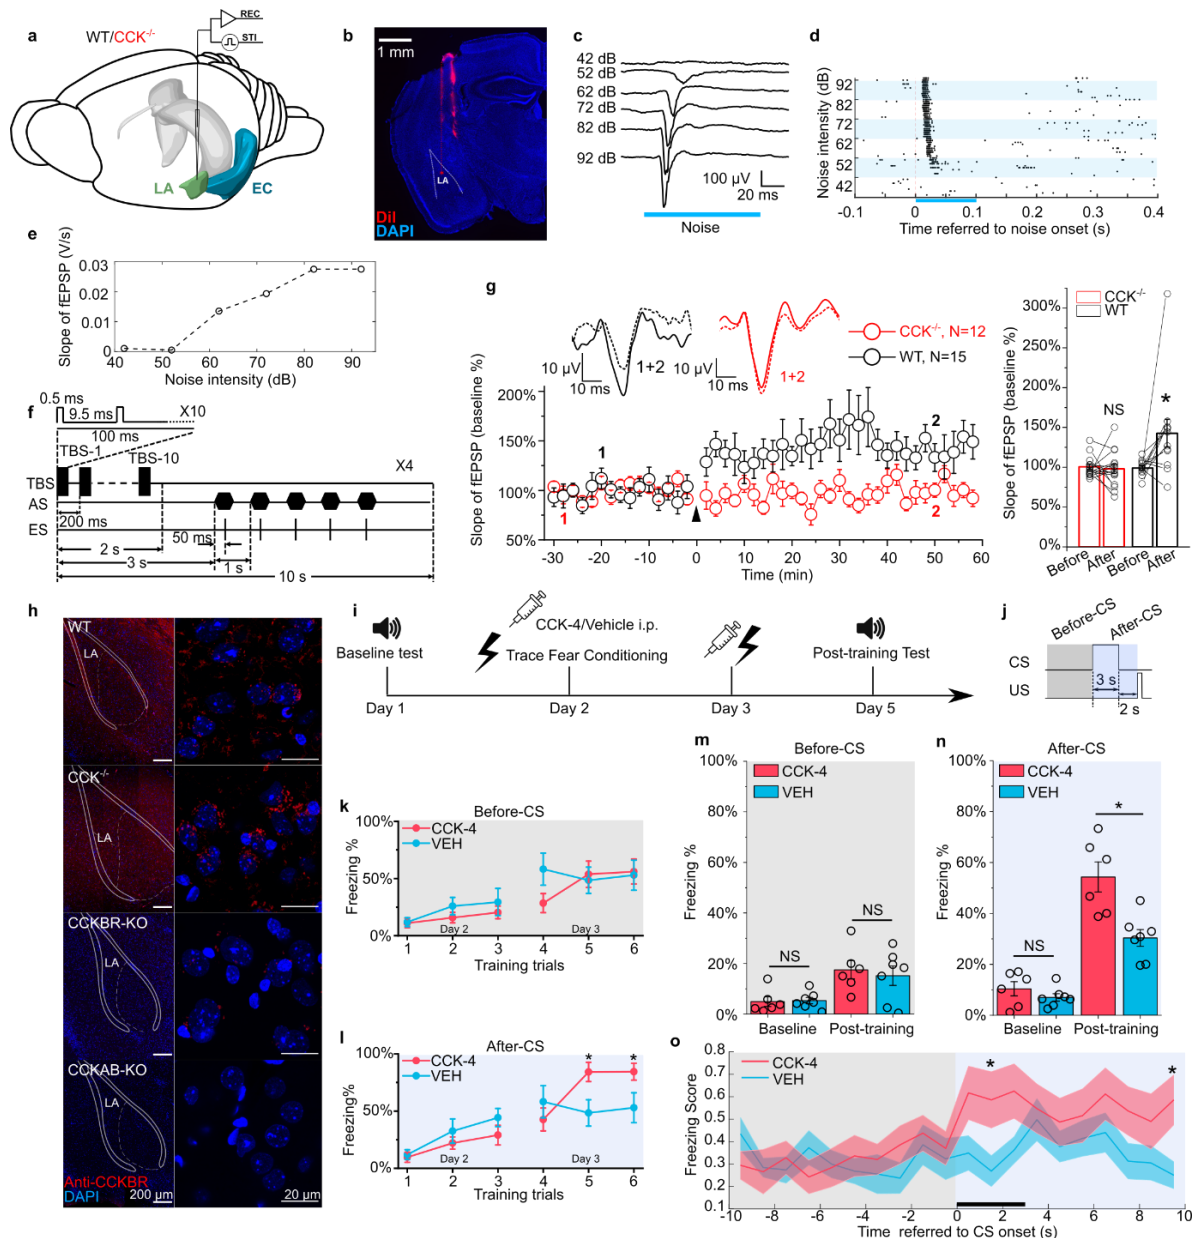 a
WT/CCK-/-
REC
STI
LA
EC
b
1 mm
LA
DiI
DAPI
c
42 dB
52 dB
62 dB
72 dB
82 dB
92 dB
100 µV
20 ms
Noise
d
Noise intensity (dB)
92
82
72
62
52
42
-0.1 0 0.1 0.2 0.3 0.4
Time referred to noise onset (s)
e
Slope of fEPSP (V/s)
0.03
0.02
0.01
0
40 50 60 70 80 90
Noise intensity (dB)
f
0.5 ms
9.5 ms
X10
100 ms
TBS-1
TBS-10
X4
TBS
AS
ES
200 ms
50 ms
2 s
3 s
1 s
10 s
g
10 µV
10 ms
1+2
10 µV
10 ms
1+2
CCK-/-, N=12
WT, N=15
Slope of fEPSP (baseline %)
200%
150%
100%
50%
1
1
2
2
-30 -20 -10 0 10 20 30 40 50 60
Time (min)
Slope of fEPSP (baseline %)
300%
250%
200%
150%
100%
50%
0%
CCK-/-
WT
NS
*
Before
After
Before
After
h
WT
LA
CCK-/-
LA
CCKBR-KO
LA
CCKAB-KO
LA
Anti-CCKBR
DAPI
200 µm
20 µm
i
Baseline test
CCK-4/Vehicle i.p.
Trace Fear Conditioning
Post-training Test
Day 1
Day 2
Day 3
Day 5
j
Before-CS
After-CS
CS
US
3 s
2 s
k
Before-CS
CCK-4
VEH
Freezing %
100%
50%
0%
Day 2
Day 3
1 2 3 4 5 6
Training trials
l
After-CS
CCK-4
VEH
Freezing%
100%
50%
0%
* *
Day 2
Day 3
1 2 3 4 5 6
Training trials
m
Before-CS
CCK-4
VEH
Freezing %
100%
80%
60%
40%
20%
0%
NS
NS
Baseline
Post-training
n
After-CS
CCK-4
VEH
Freezing %
100%
80%
60%
40%
20%
0%
NS
*
Baseline
Post-training
o
CCK-4
VEH
Freezing Score
0.8
0.7
0.6
0.5
0.4
0.3
0.2
0.1
* *
-10 -8 -6 -4 -2 0 2 4 6 8 10
Time referred to CS onset (s)